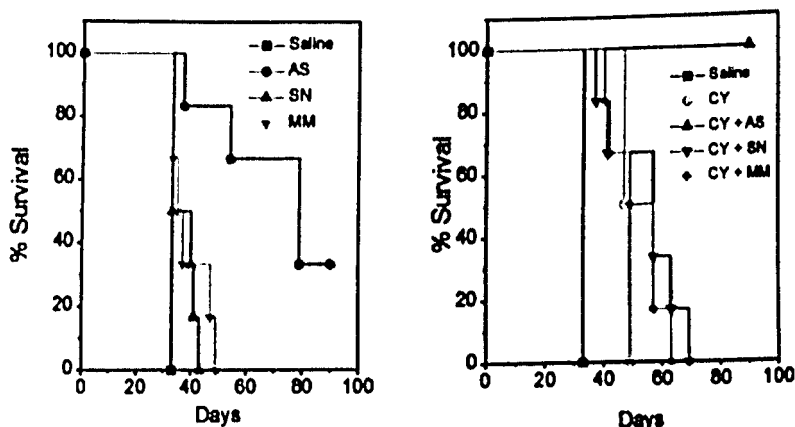 100
80
60
40
20
0
% Survival
Saline
AS
SN
MM
0 20 40 60 80 100
Days
100
80
60
40
20
0
% Survival
Saline
CY
CY + AS
CY + SN
CY + MM
0 20 40 60 80 100
Days